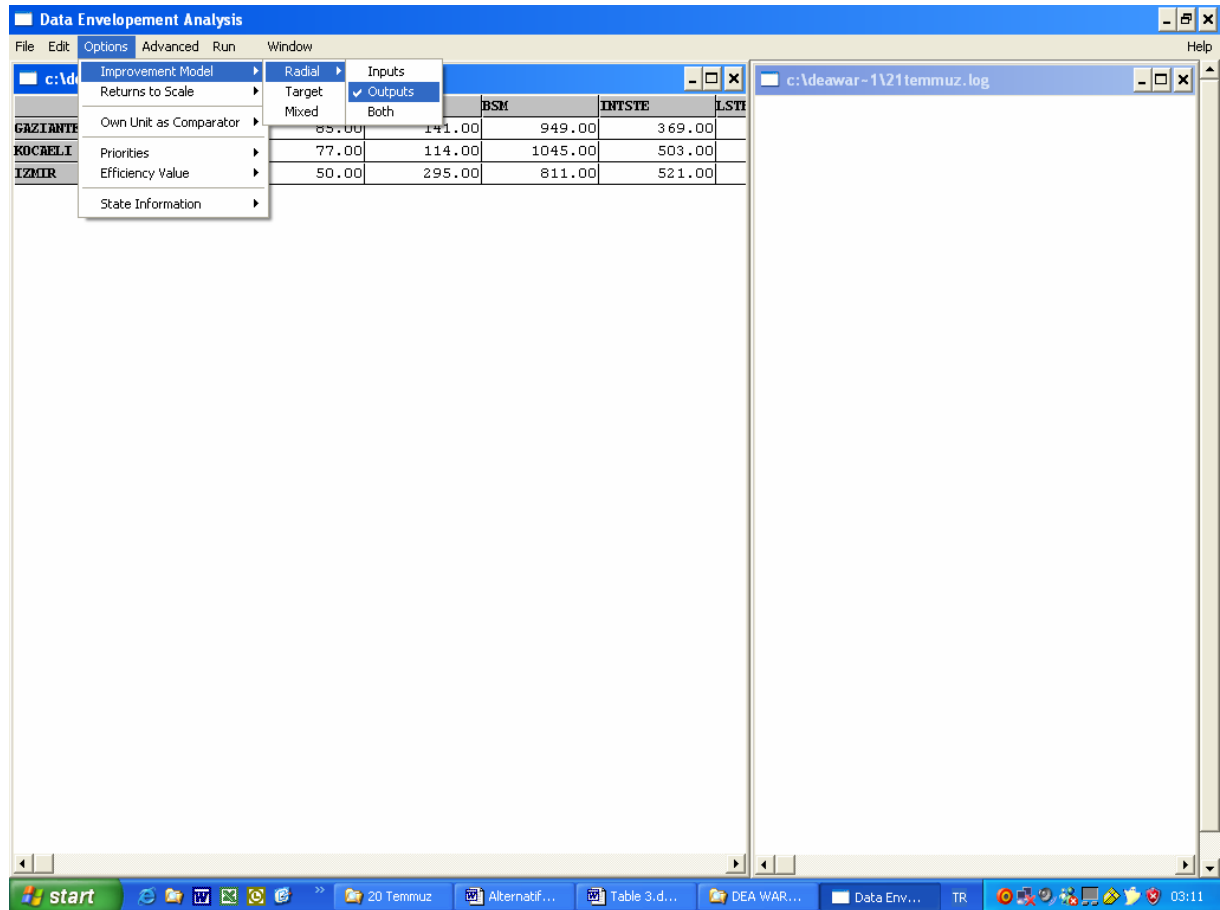 Data Envelopement Analysis
File Edit Options Advanced Run Window Help
Improvement Model
Returns to Scale
Own Unit as Comparator
Priorities
Efficiency Value
State Information
Radial
Target
Mixed
Inputs
Outputs
Both
c:\de
BSM INTSTE LSTE
GAZIANTE 85.00 141.00 949.00 369.00
KOCAELI 77.00 114.00 1045.00 503.00
IZMIR 50.00 295.00 811.00 521.00
c:\deawar~1\21temmuz.log
start 20 Temmuz Alternatif... Table 3.d... DEA WAR... Data Env... TR 03:11